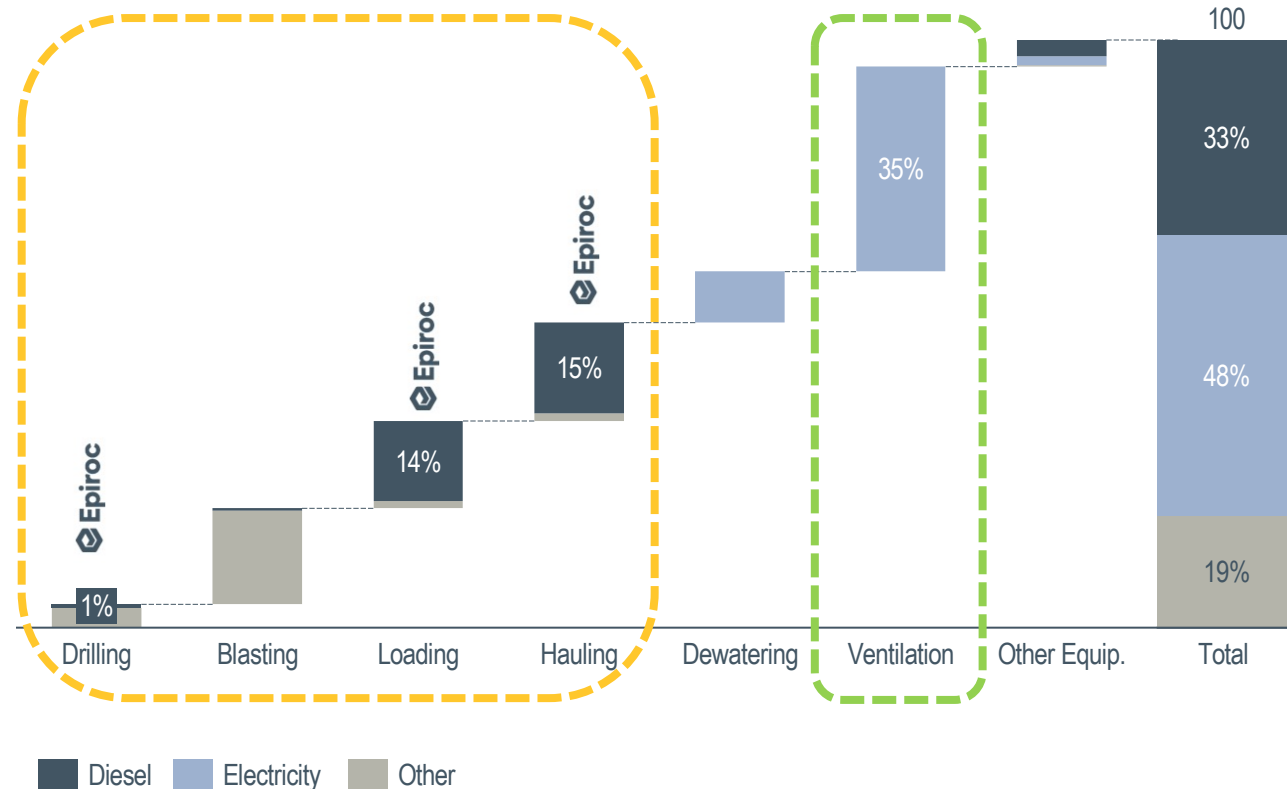 100
33%
35%
Epiroc
Epiroc
15%
Epiroc
14%
48%
Epiroc
1%
19%
Drilling Blasting Loading Hauling Dewatering Ventilation Other Equip. Total
Diesel Electricity Other